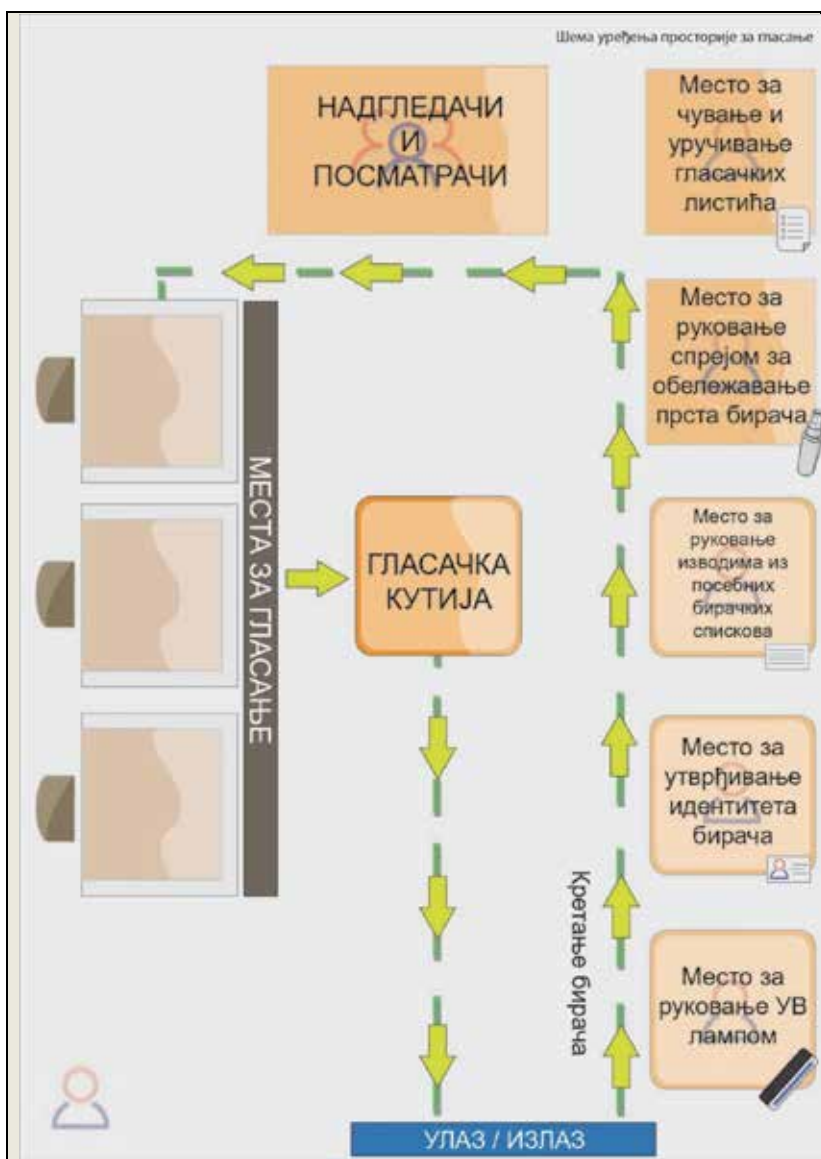 Шема уређења просторије за гласање
НАДГЛЕДАЧИ
И
ПОСМАТРАЧИ
Место за
чување и
уручивање
гласачких
листића
Место за
руковање
спрејом за
обележавање
прста бирача
Место за
руковање
изводима из
посебних
бирачких
спискова
Место за
утврђивање
идентитета
бирача
Место за
руковање УВ
лампом
Кретање бирача
МЕСТА ЗА ГЛАСАЊЕ
ГЛАСАЧКА
КУТИЈА
УЛАЗ / ИЗЛАЗ